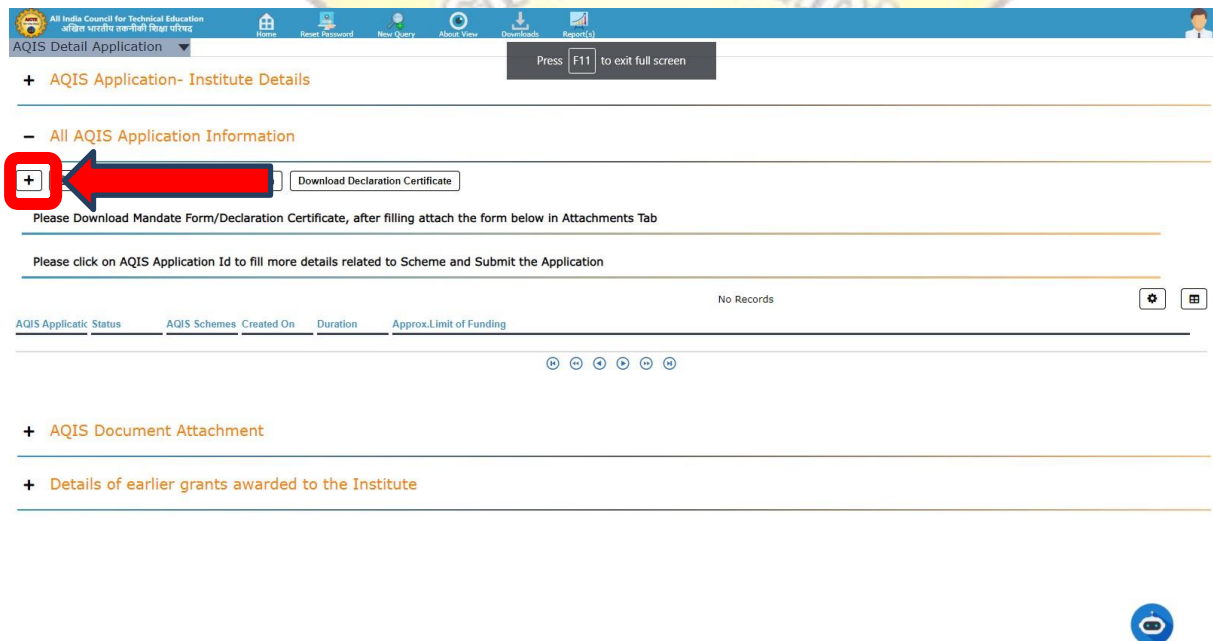 All India Council for Technical Education
अखिल भारतीय तकनीकी शिक्षा परिषद
Home Reset Password New Query About View Downloads Report(s)
AQIS Detail Application
Press F11 to exit full screen
+ AQIS Application- Institute Details
− All AQIS Application Information
+ Download Declaration Certificate
Please Download Mandate Form/Declaration Certificate, after filling attach the form below in Attachments Tab
Please click on AQIS Application Id to fill more details related to Scheme and Submit the Application
No Records
AQIS Applicatic Status AQIS Schemes Created On Duration Approx.Limit of Funding
+ AQIS Document Attachment
+ Details of earlier grants awarded to the Institute